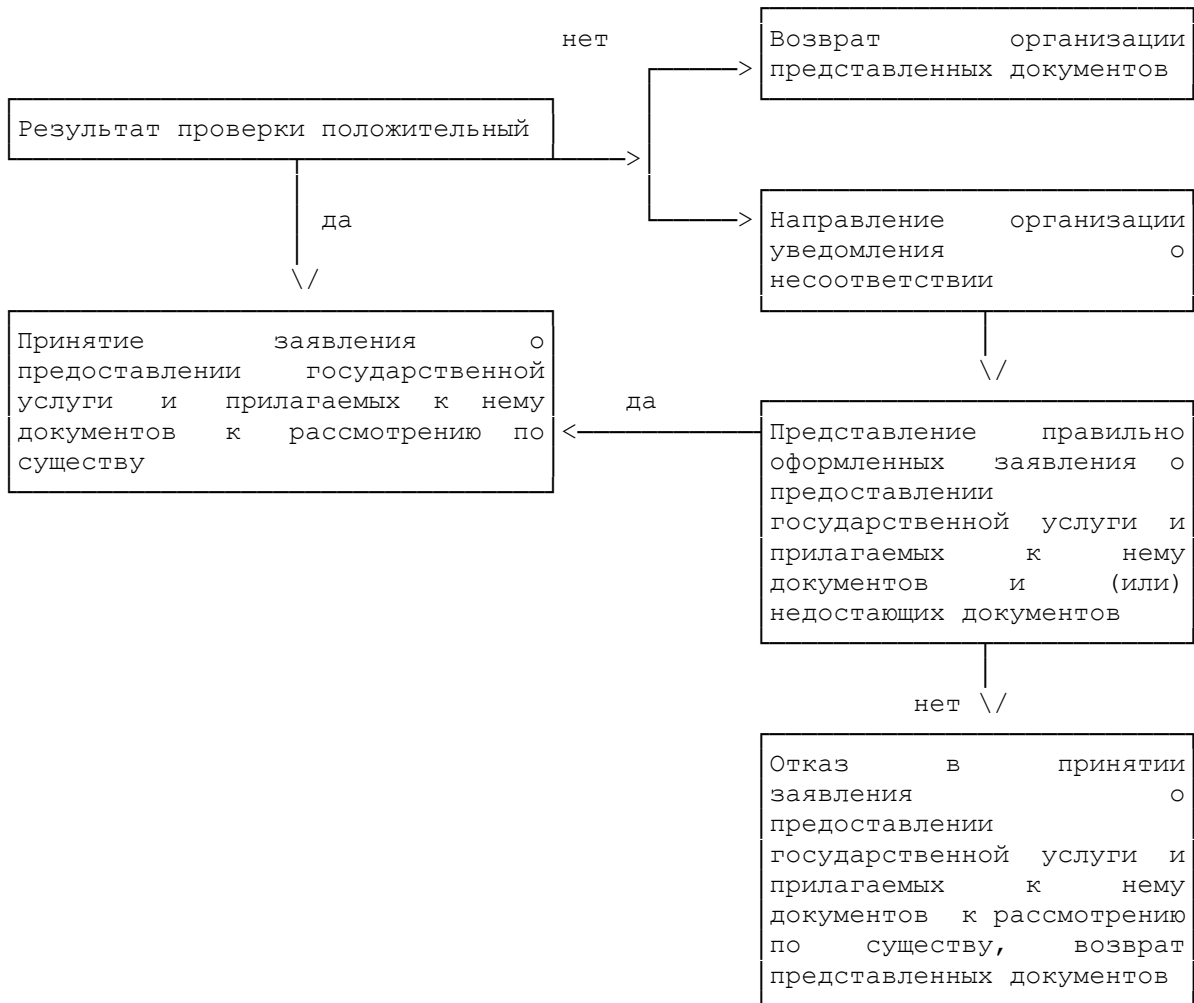 нет
Возврат организации
представленных документов
Результат проверки положительный
да
Направление организации
уведомления о
несоответствии
Принятие заявления о
предоставлении государственной
услуги и прилагаемых к нему
документов к рассмотрению по
существу
да
Представление правильно
оформленных заявления о
предоставлении
государственной услуги и
прилагаемых к нему
документов и (или)
недостающих документов
нет
Отказ в принятии
заявления о
предоставлении
государственной услуги и
прилагаемых к нему
документов к рассмотрению
по существу, возврат
представленных документов